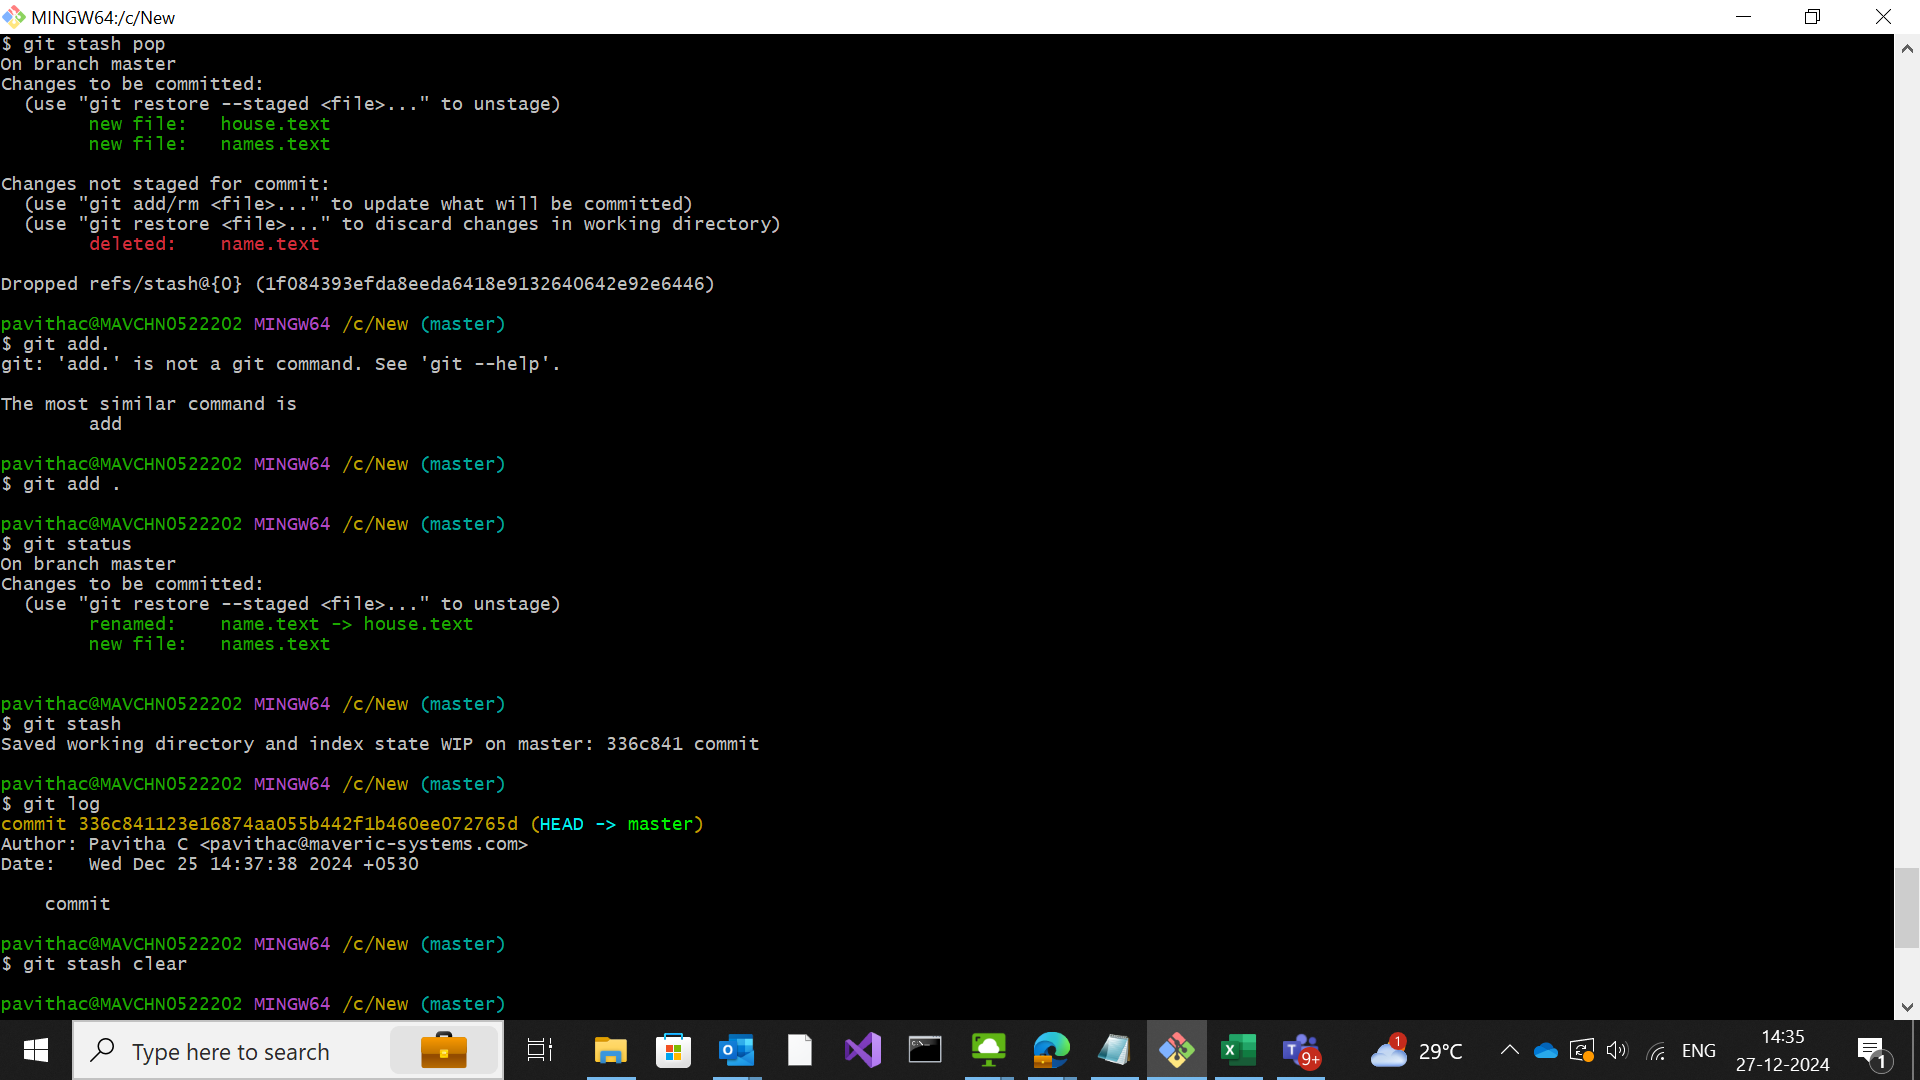 MINGW64:/c/New
$ git stash pop
On branch master
Changes to be committed:
  (use "git restore --staged <file>..." to unstage)
        new file:   house.text
        new file:   names.text

Changes not staged for commit:
  (use "git add/rm <file>..." to update what will be committed)
  (use "git restore <file>..." to discard changes in working directory)
        deleted:    name.text

Dropped refs/stash@{0} (1f084393efda8eeda6418e9132640642e92e6446)

pavithac@MAVCHN0522202 MINGW64 /c/New (master)
$ git add.
git: 'add.' is not a git command. See 'git --help'.

The most similar command is
        add

pavithac@MAVCHN0522202 MINGW64 /c/New (master)
$ git add .

pavithac@MAVCHN0522202 MINGW64 /c/New (master)
$ git status
On branch master
Changes to be committed:
  (use "git restore --staged <file>..." to unstage)
        renamed:    name.text -> house.text
        new file:   names.text

pavithac@MAVCHN0522202 MINGW64 /c/New (master)
$ git stash
Saved working directory and index state WIP on master: 336c841 commit

pavithac@MAVCHN0522202 MINGW64 /c/New (master)
$ git log
commit 336c841123e16874aa055b442f1b460ee072765d (HEAD -> master)
Author: Pavitha C <pavithac@maveric-systems.com>
Date:   Wed Dec 25 14:37:38 2024 +0530

    commit

pavithac@MAVCHN0522202 MINGW64 /c/New (master)
$ git stash clear

pavithac@MAVCHN0522202 MINGW64 /c/New (master)
Type here to search
9+
1
29°C
ENG
14:35
27-12-2024
1